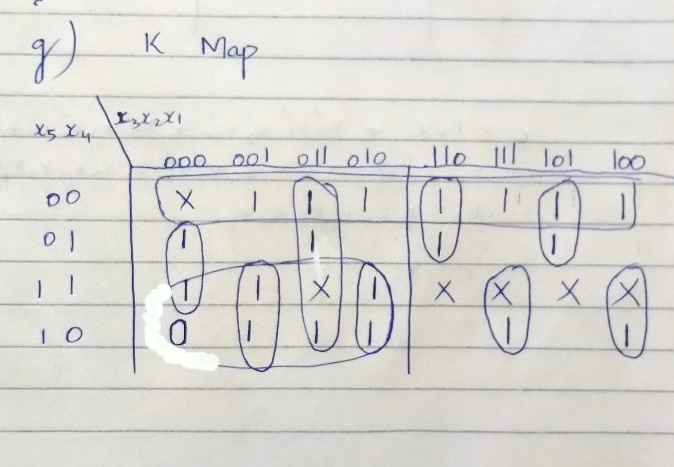 g) K Map
x₅ x₄ x₃x₂x₁
000 001 011 010 110 111 101 100
00 X 1 1 1 1 1 1 1
01 1 1 1 1
11 1 1 X 1 X X X X
10 0 1 1 1 1 1